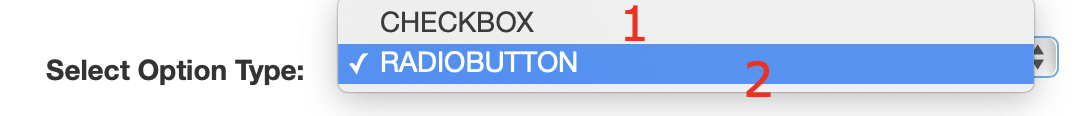 CHECKBOX 1
Select Option Type: ✓ RADIOBUTTON 2